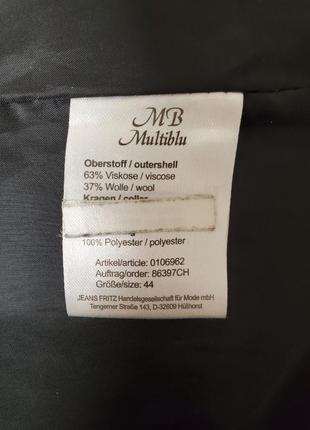 MB
Multiblu
Oberstoff / outershell
63% Viskose / viscose
37% Wolle / wool
Kragen / collar
100% Polyester / polyester
Artikel/article: 0106962
Auftrag/order: 86397CH
Größe/size: 44
JEANS FRITZ Handelsgesellschaft für Mode mbH
Tengerner Straße 143, D-32609 Hüllhorst